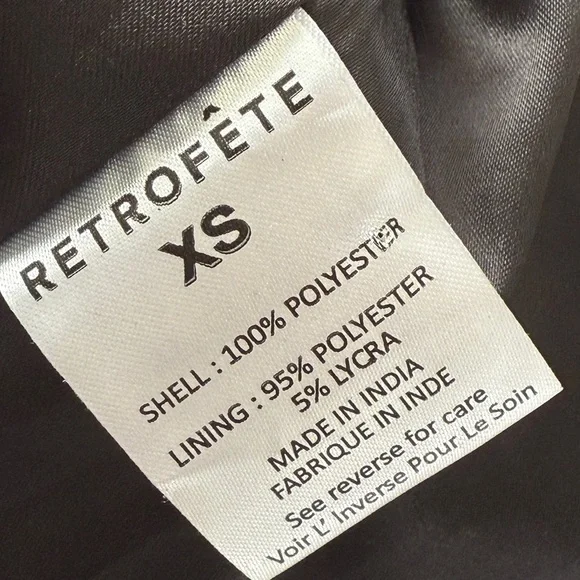 RETROFÊTE
XS
SHELL : 100% POLYESTER
LINING : 95% POLYESTER
5% LYCRA
MADE IN INDIA
FABRIQUE IN INDE
See reverse for care
Voir L' Inverse Pour Le Soin